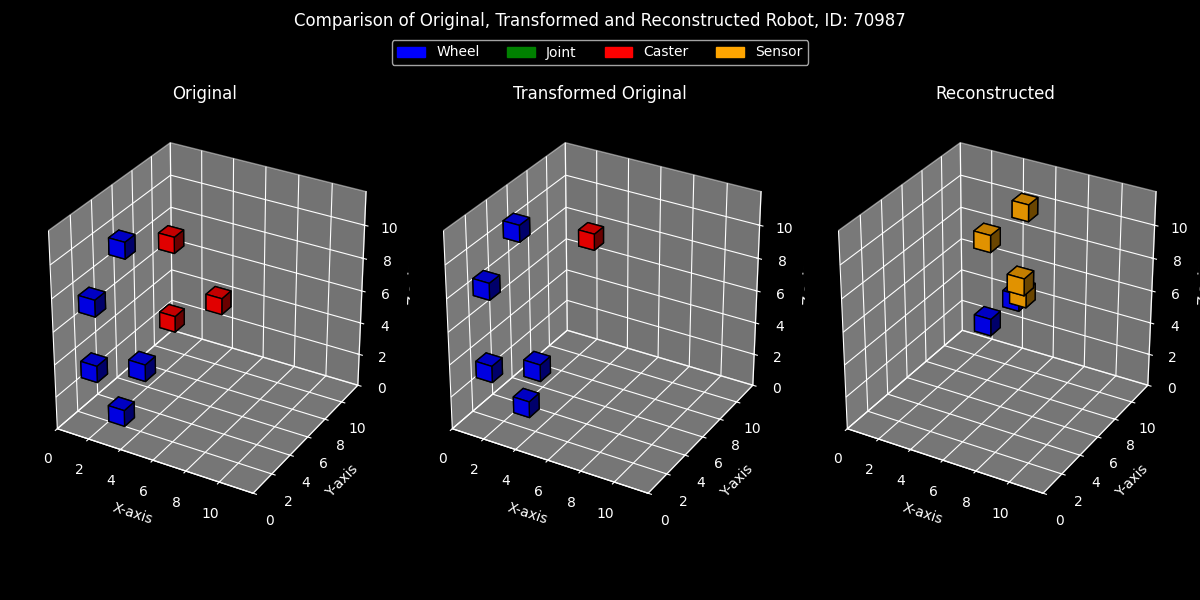 Comparison of Original, Transformed and Reconstructed Robot, ID: 70987
Wheel Joint Caster Sensor
Original Transformed Original Reconstructed
10 10 10
8 8 8
6 6 6
4 4 4
2 2 2
0 0 0
0 2 4 6 8 10 0 2 4 6 8 10 0 2 4 6 8 10
0 2 4 6 8 10 0 2 4 6 8 10 0 2 4 6 8 10
X-axis Y-axis X-axis Y-axis X-axis Y-axis